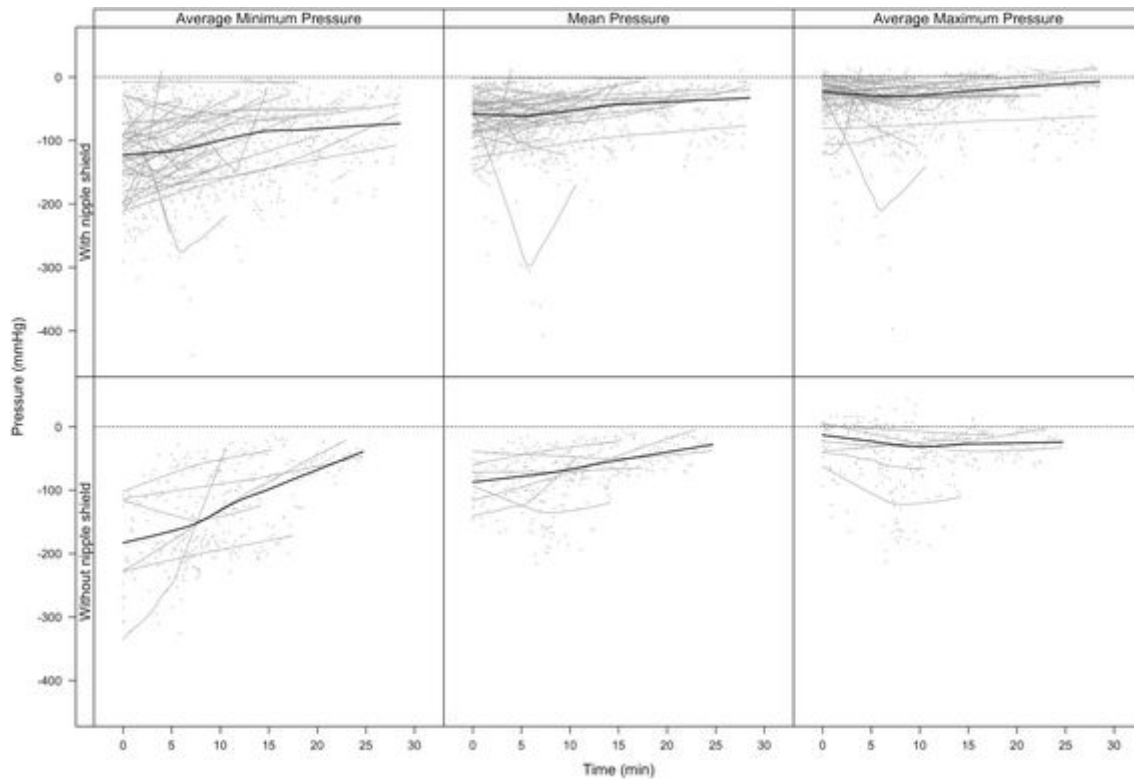 Average Minimum Pressure
Mean Pressure
Average Maximum Pressure
Pressure (mmHg)
With nipple shield
0
-100
-200
-300
-400
Without nipple shield
0
-100
-200
-300
-400
0 5 10 15 20 25 30
0 5 10 15 20 25 30
0 5 10 15 20 25 30
Time (min)